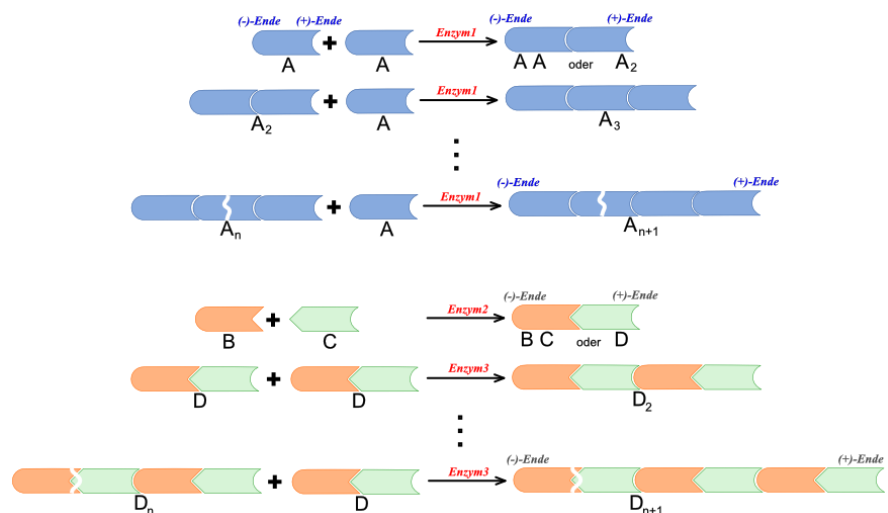 (-)-Ende (+)-Ende (-)-Ende (+)-Ende
Enzym1
A A A A oder A2
Enzym1
A2 A A3
(-)-Ende (+)-Ende
Enzym1
An A An+1
(-)-Ende (+)-Ende
Enzym2
B C B C oder D
Enzym3
D D D2
(-)-Ende (+)-Ende
Enzym3
Dn D Dn+1